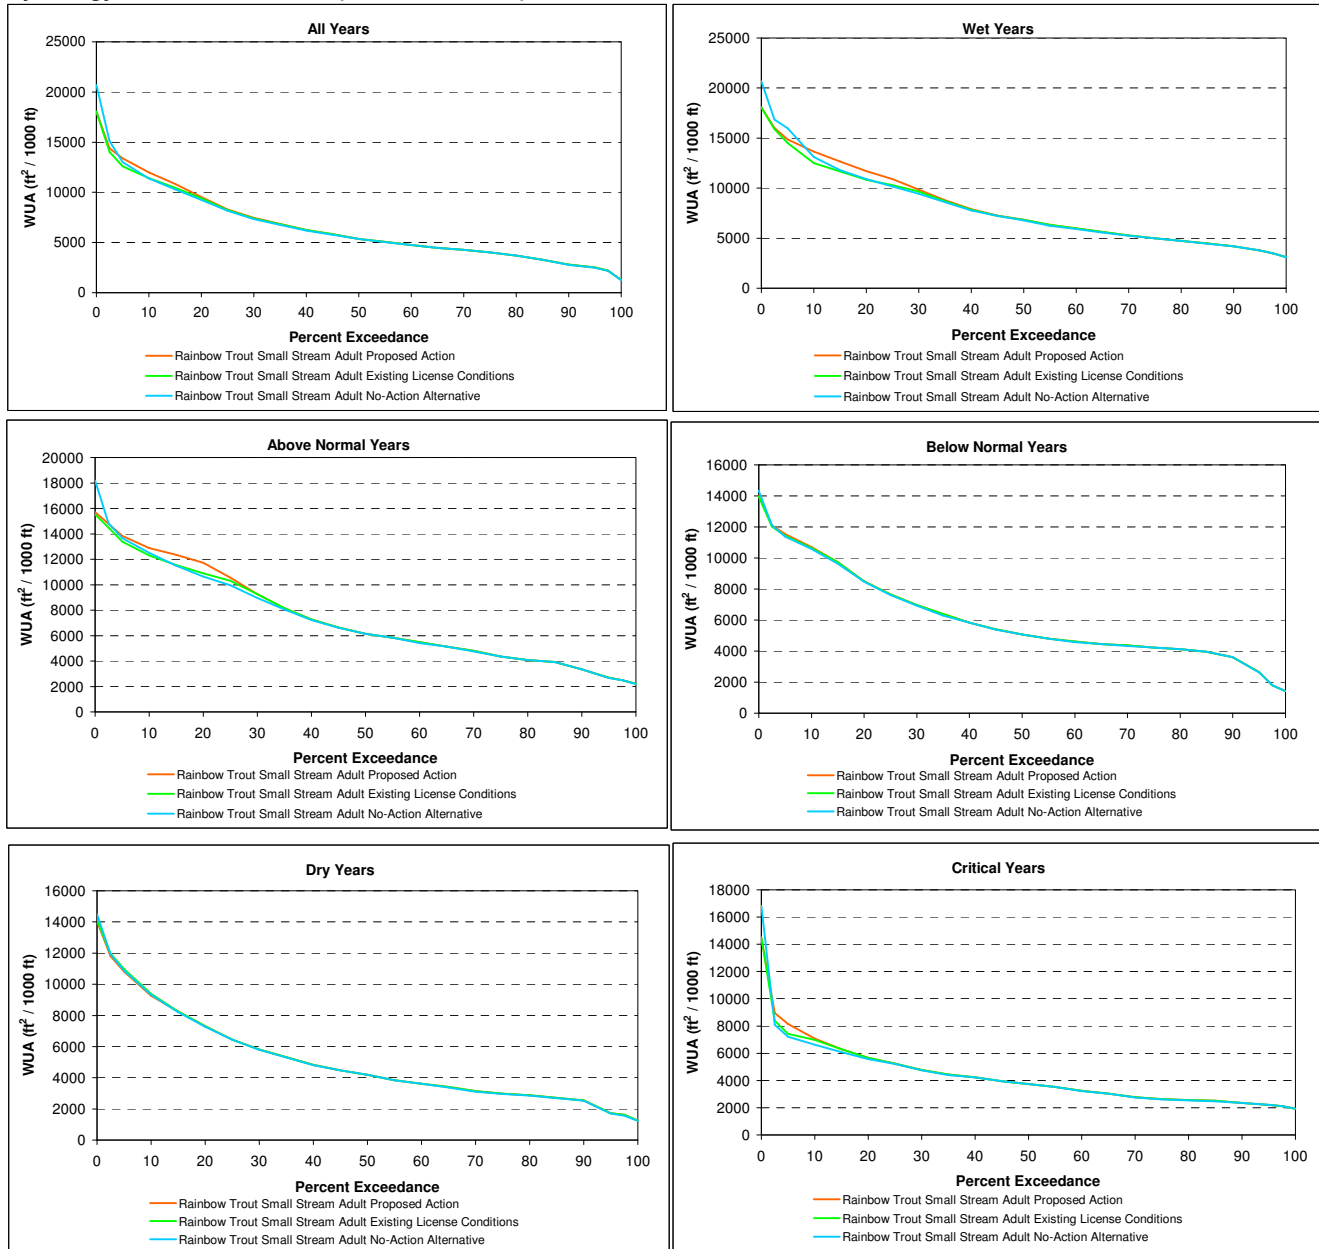 All Years
25000
20000
15000
10000
5000
0
WUA (ft² / 1000 ft)
0 10 20 30 40 50 60 70 80 90 100
Percent Exceedance
Rainbow Trout Small Stream Adult Proposed Action
Rainbow Trout Small Stream Adult Existing License Conditions
Rainbow Trout Small Stream Adult No-Action Alternative
Wet Years
25000
20000
15000
10000
5000
0
WUA (ft² / 1000 ft)
0 10 20 30 40 50 60 70 80 90 100
Percent Exceedance
Rainbow Trout Small Stream Adult Proposed Action
Rainbow Trout Small Stream Adult Existing License Conditions
Rainbow Trout Small Stream Adult No-Action Alternative
Above Normal Years
20000
18000
16000
14000
12000
10000
8000
6000
4000
2000
0
WUA (ft² / 1000 ft)
0 10 20 30 40 50 60 70 80 90 100
Percent Exceedance
Rainbow Trout Small Stream Adult Proposed Action
Rainbow Trout Small Stream Adult Existing License Conditions
Rainbow Trout Small Stream Adult No-Action Alternative
Below Normal Years
16000
14000
12000
10000
8000
6000
4000
2000
0
WUA (ft² / 1000 ft)
0 10 20 30 40 50 60 70 80 90 100
Percent Exceedance
Rainbow Trout Small Stream Adult Proposed Action
Rainbow Trout Small Stream Adult Existing License Conditions
Rainbow Trout Small Stream Adult No-Action Alternative
Dry Years
16000
14000
12000
10000
8000
6000
4000
2000
0
WUA (ft² / 1000 ft)
0 10 20 30 40 50 60 70 80 90 100
Percent Exceedance
Rainbow Trout Small Stream Adult Proposed Action
Rainbow Trout Small Stream Adult Existing License Conditions
Rainbow Trout Small Stream Adult No-Action Alternative
Critical Years
18000
16000
14000
12000
10000
8000
6000
4000
2000
0
WUA (ft² / 1000 ft)
0 10 20 30 40 50 60 70 80 90 100
Percent Exceedance
Rainbow Trout Small Stream Adult Proposed Action
Rainbow Trout Small Stream Adult Existing License Conditions
Rainbow Trout Small Stream Adult No-Action Alternative